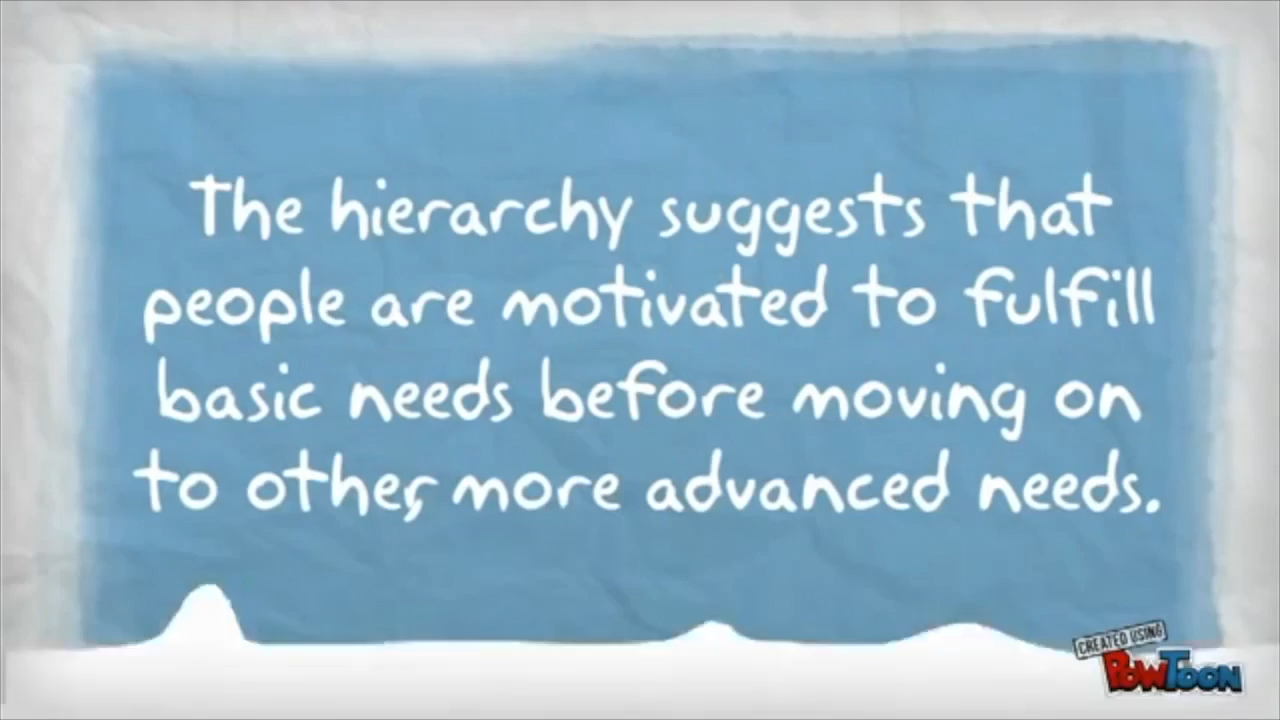 The hierarchy suggests that
people are motivated to fulfill
basic needs before moving on
to other, more advanced needs.
CREATED USING
POWTOON